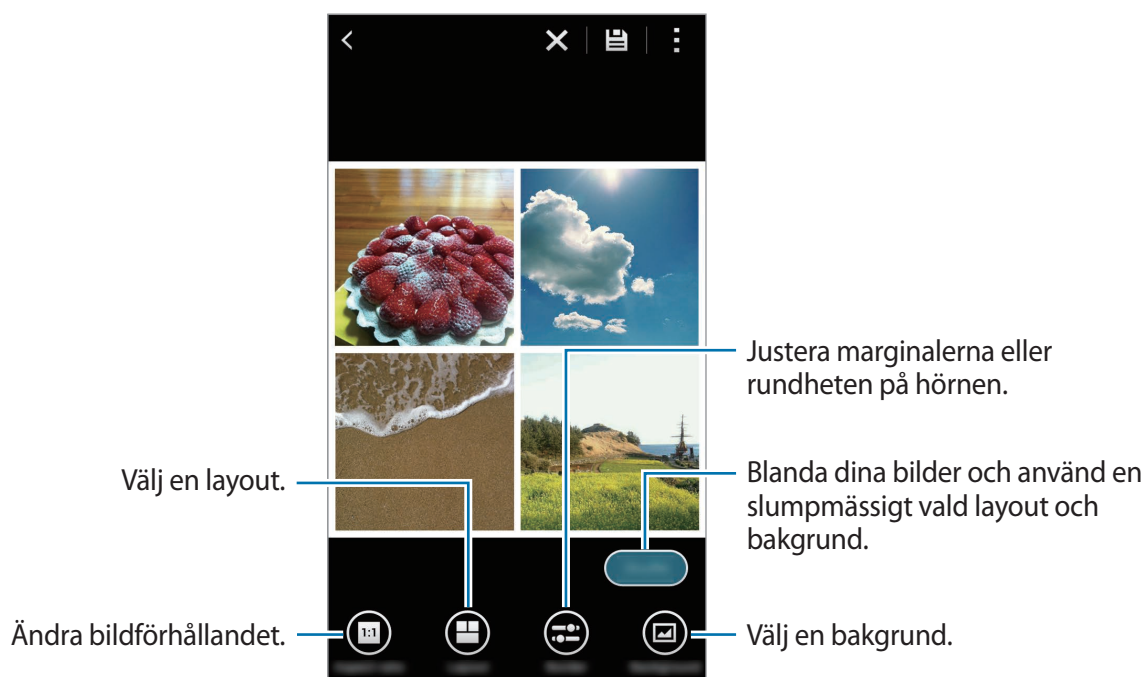 Justera marginalerna eller
rundheten på hörnen.
Välj en layout.
Blanda dina bilder och använd en
slumpmässigt vald layout och
bakgrund.
Ändra bildförhållandet.
1:1
Välj en bakgrund.